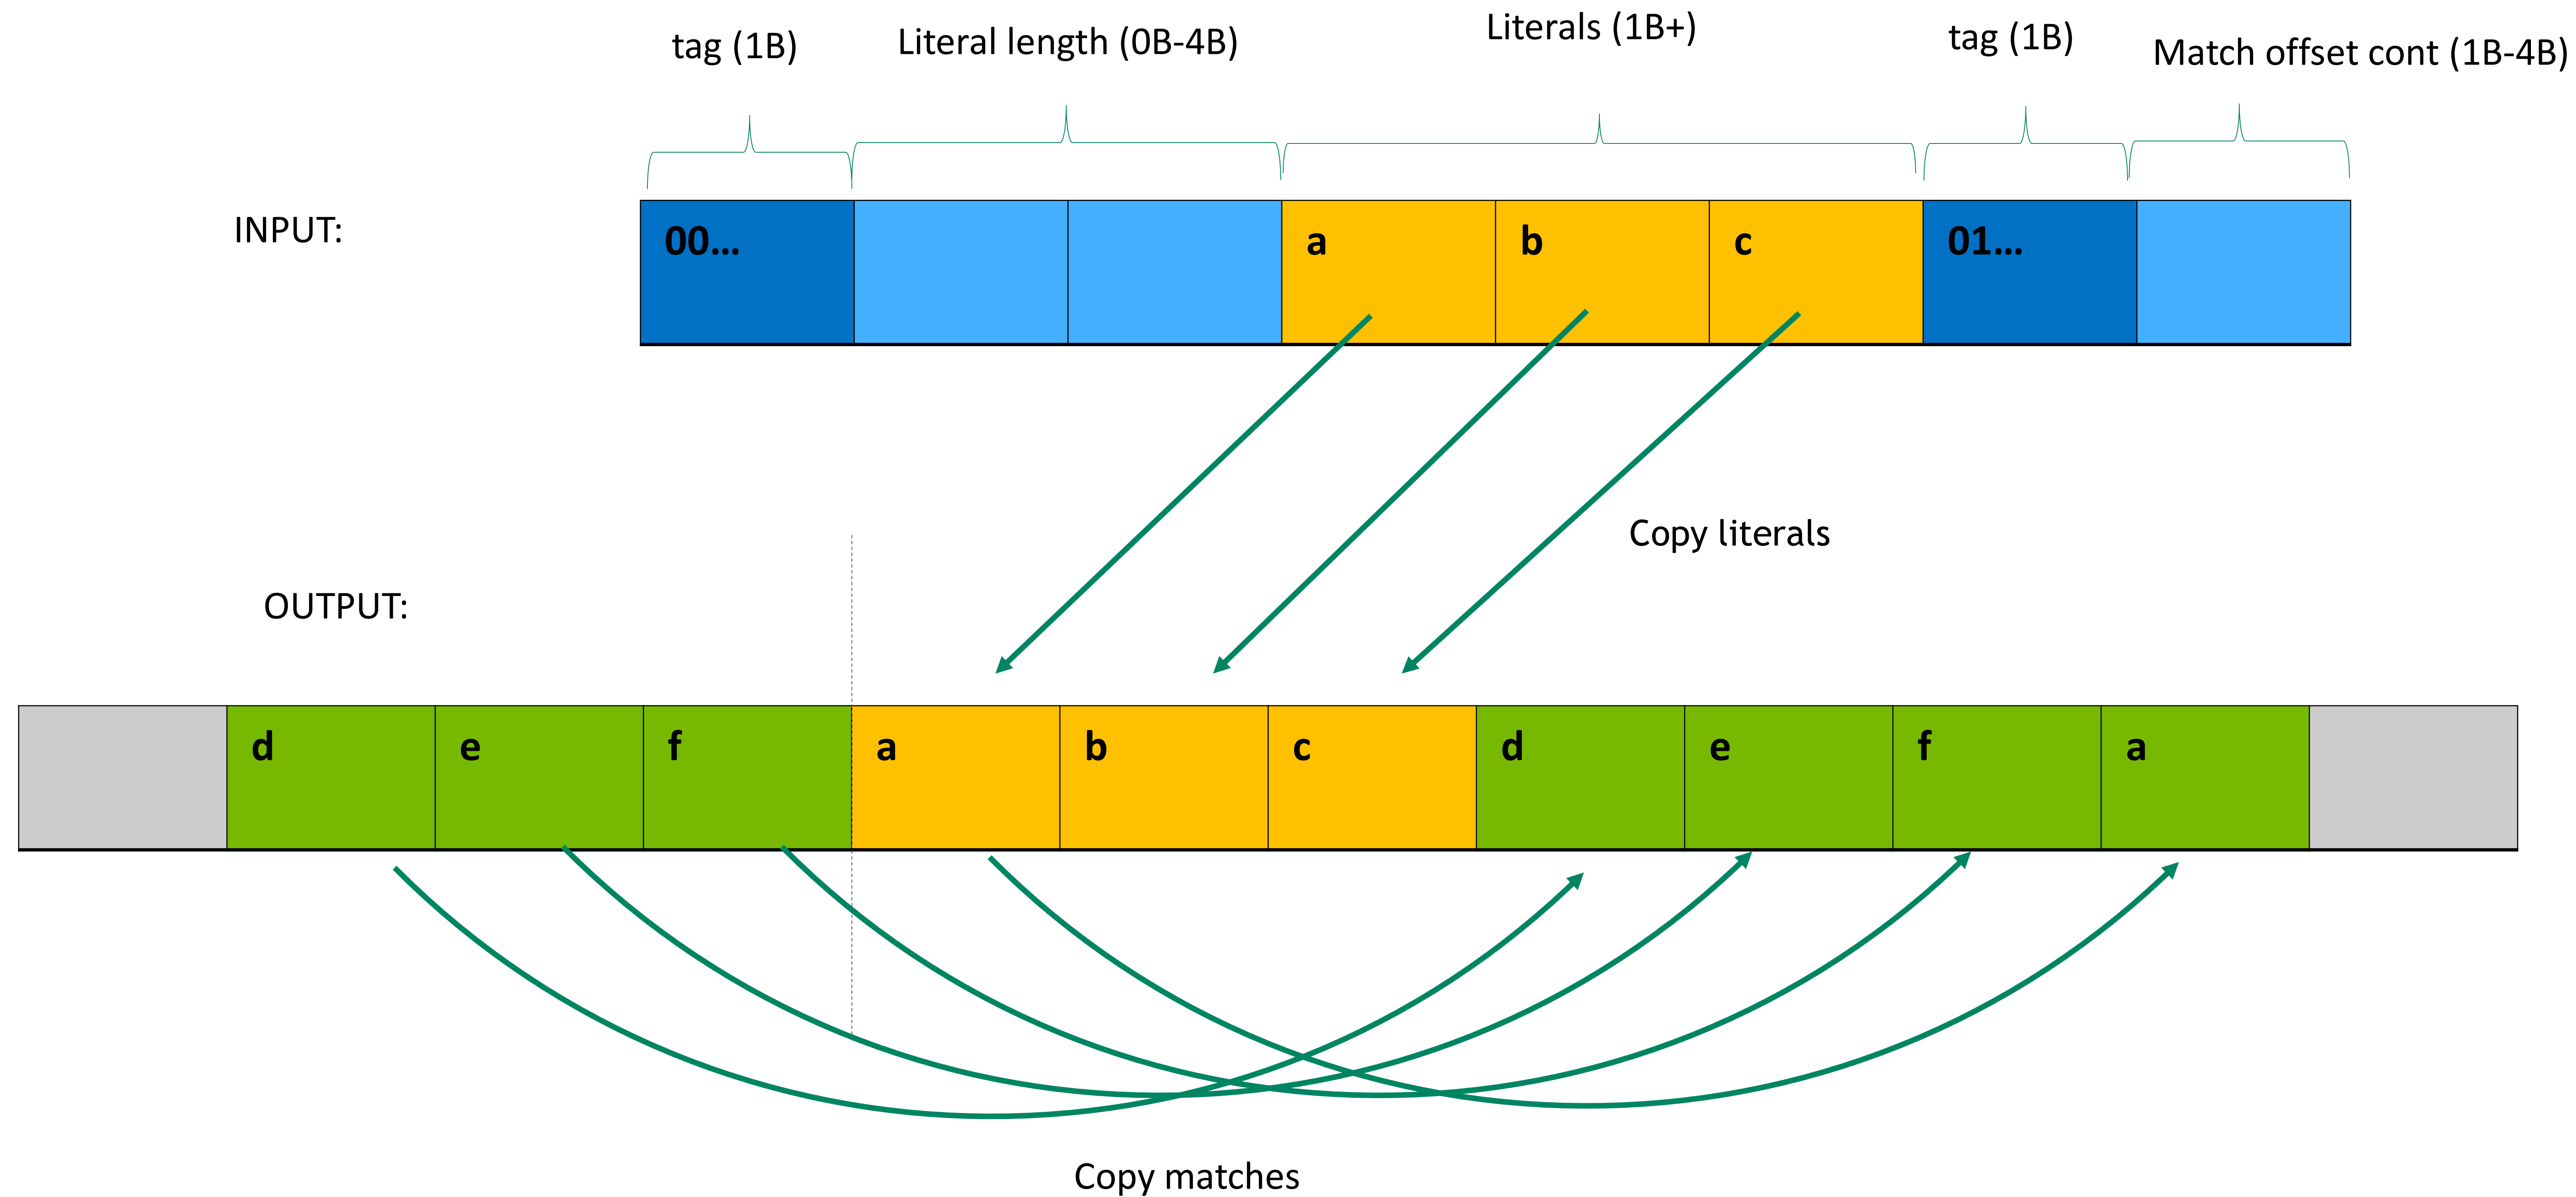 tag (1B)
Literal length (0B-4B)
Literals (1B+)
tag (1B)
Match offset cont (1B-4B)
INPUT:
00...
a
b
c
01...
Copy literals
OUTPUT:
d
e
f
a
b
c
d
e
f
a
Copy matches